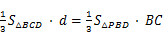 1/3 S△BCD · d = 1/3 S△PBD · BC